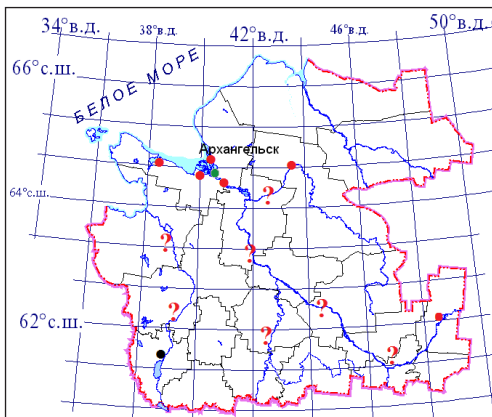 34°в.д.
38°в.д.
42°в.д.
46°в.д.
50°в.д.
66°с.ш.
БЕЛОЕ МОРЕ
Архангельск
64°с.ш.
?
?
?
?
?
62°с.ш.
?
?